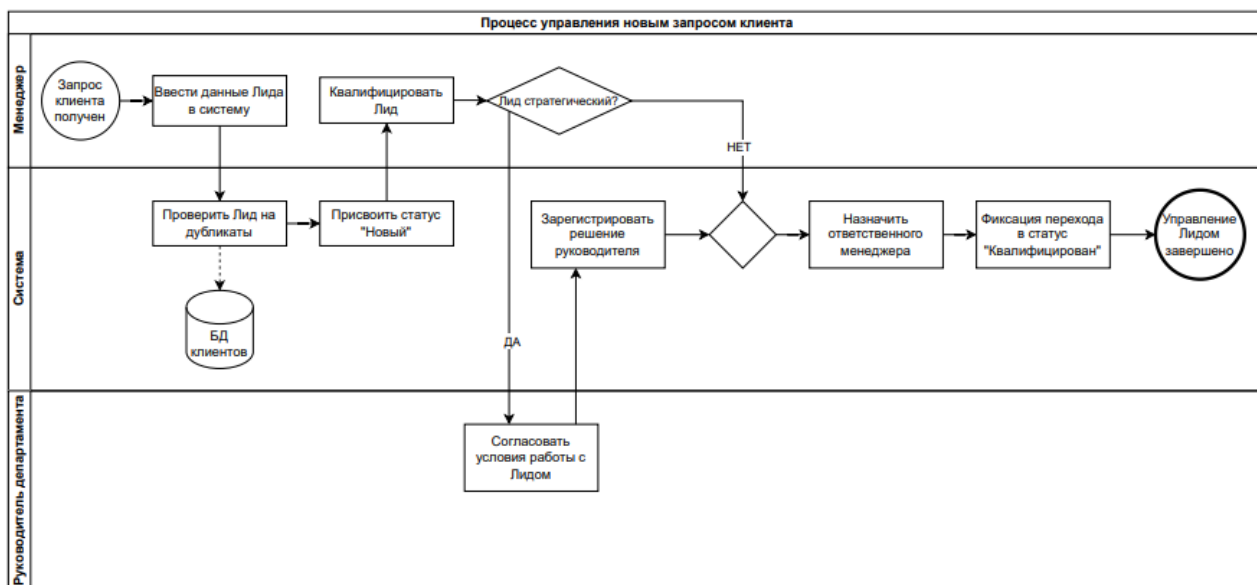 Процесс управления новым запросом клиента
Менеджер
Запрос
клиента
получен
Ввести данные Лида
в систему
Квалифицировать
Лид
Лид стратегический?
НЕТ
Система
Проверить Лид на
дубликаты
Присвоить статус
"Новый"
Зарегистрировать
решение
руководителя
Назначить
ответственного
менеджера
Фиксация перехода
в статус
"Квалифицирован"
Управление
Лидом
завершено
БД
клиентов
ДА
Руководитель департамента
Согласовать
условия работы с
Лидом